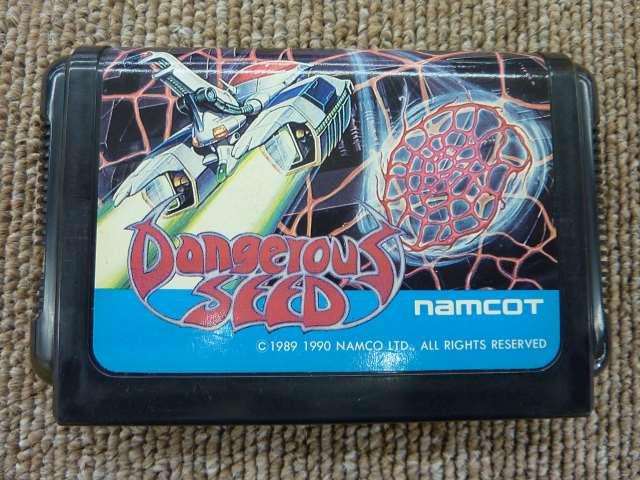 Dangerous
SEED
namcoT
© 1989 1990 NAMCO LTD., ALL RIGHTS RESERVED